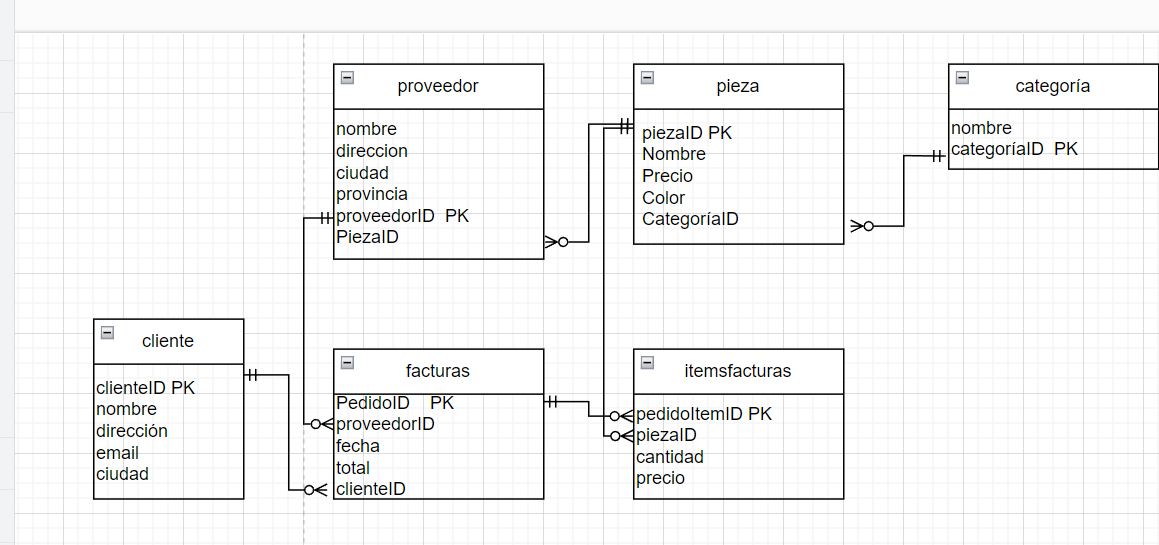 proveedor
nombre
direccion
ciudad
provincia
proveedorID PK
PiezaID
pieza
piezaID PK
Nombre
Precio
Color
CategoríaID
categoría
nombre
categoríaID PK
cliente
clienteID PK
nombre
dirección
email
ciudad
facturas
PedidoID PK
proveedorID
fecha
total
clienteID
itemsfacturas
pedidoItemID PK
piezaID
cantidad
precio